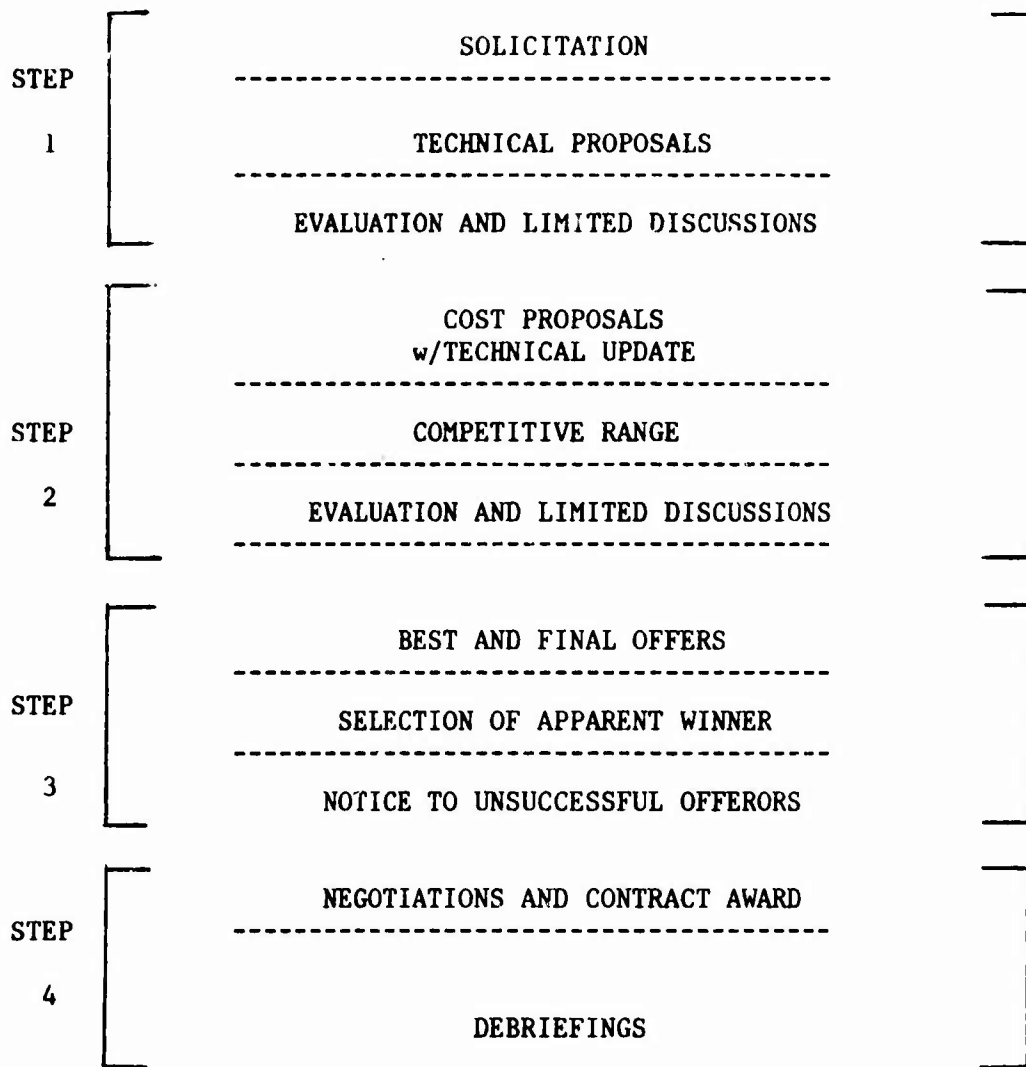 STEP
1
SOLICITATION
TECHNICAL PROPOSALS
EVALUATION AND LIMITED DISCUSSIONS
STEP
2
COST PROPOSALS
w/TECHNICAL UPDATE
COMPETITIVE RANGE
EVALUATION AND LIMITED DISCUSSIONS
STEP
3
BEST AND FINAL OFFERS
SELECTION OF APPARENT WINNER
NOTICE TO UNSUCCESSFUL OFFERORS
STEP
4
NEGOTIATIONS AND CONTRACT AWARD
DEBRIEFINGS